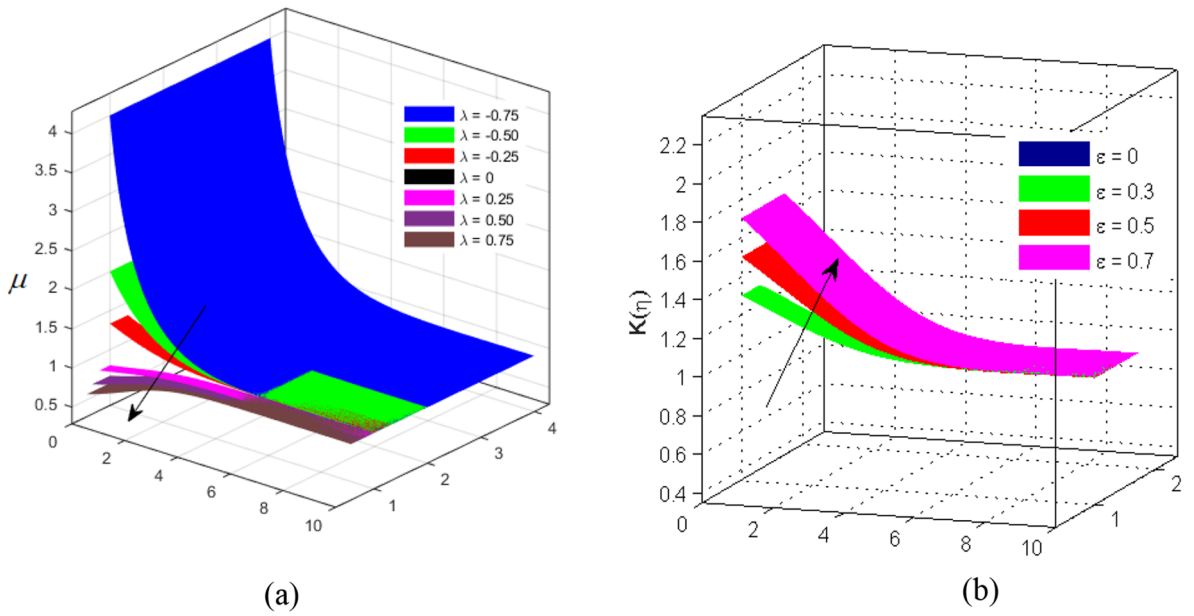 4
3.5
3
2.5
2
1.5
1
0.5
μ
0
2
4
6
8
10
1
2
3
4
λ = -0.75
λ = -0.50
λ = -0.25
λ = 0
λ = 0.25
λ = 0.50
λ = 0.75
(a)
2.2
2
1.8
1.6
1.4
1.2
1
0.8
0.6
0.4
K(η)
0
2
4
6
8
10
1
2
ε = 0
ε = 0.3
ε = 0.5
ε = 0.7
(b)